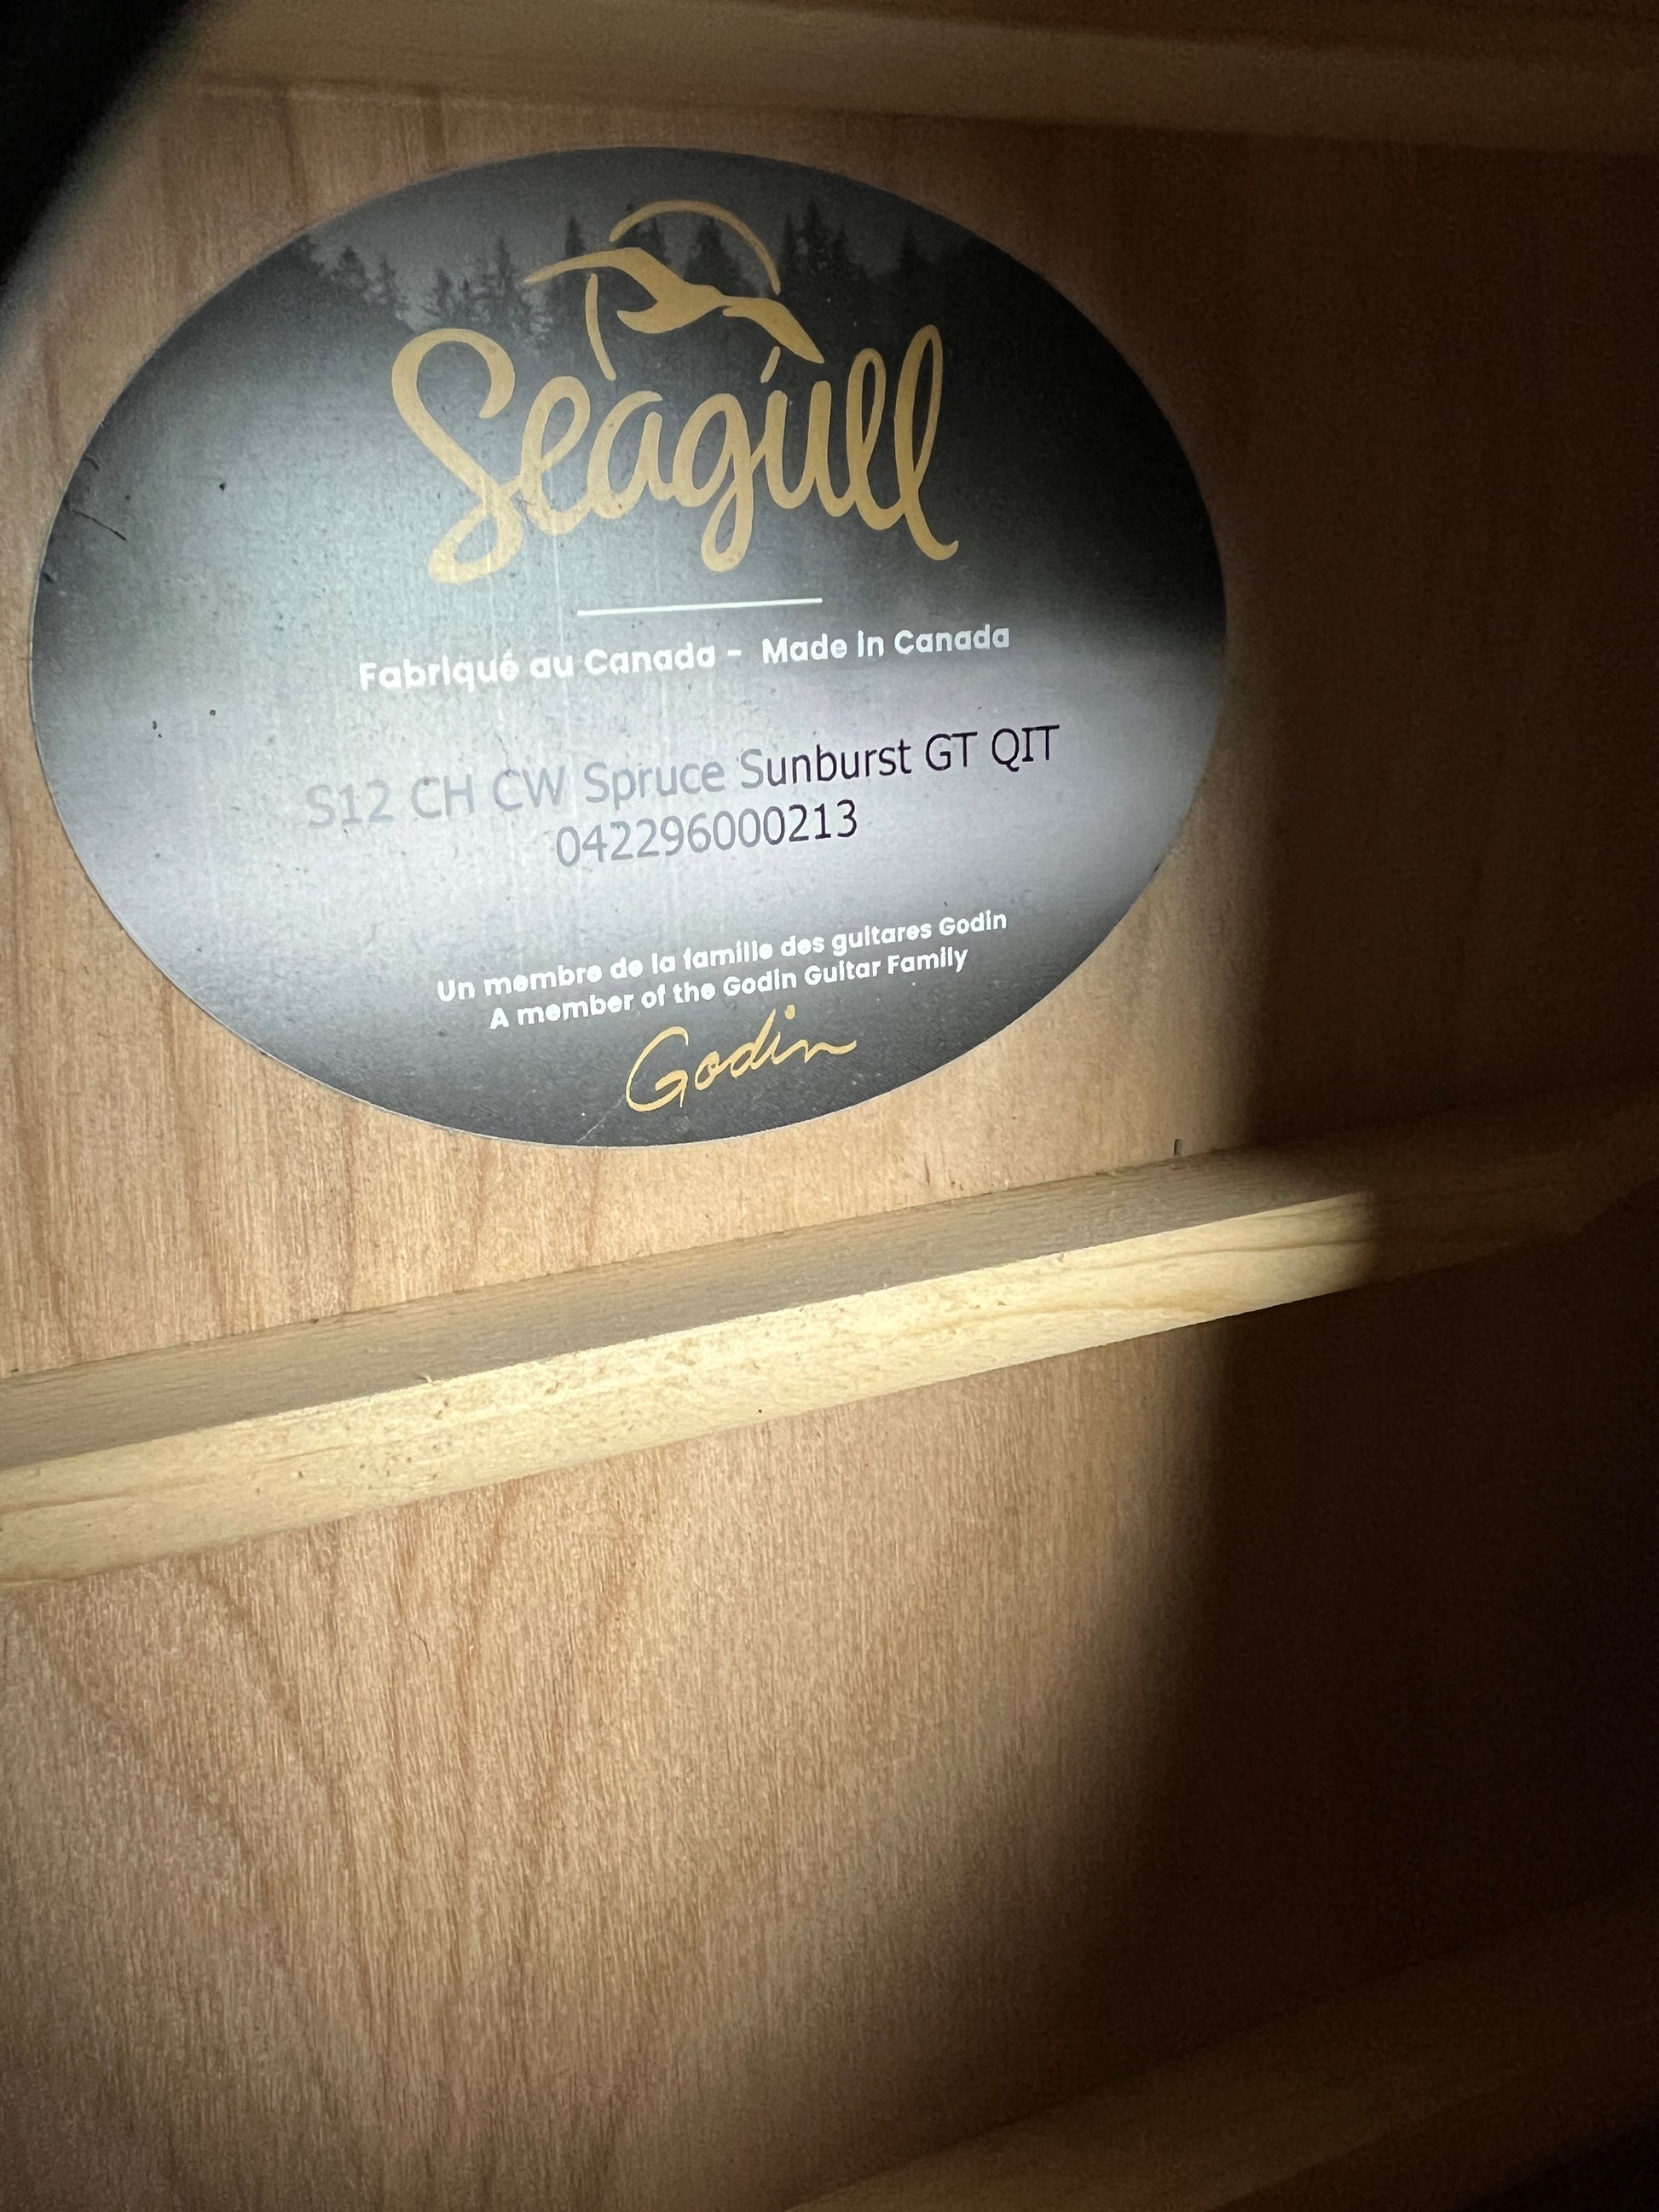 Seagull
Fabriqué au Canada - Made in Canada
S12 CH CW Spruce Sunburst GT QIT
042296000213
Un membre de la famille des guitares Godin
A member of the Godin Guitar Family
Godin